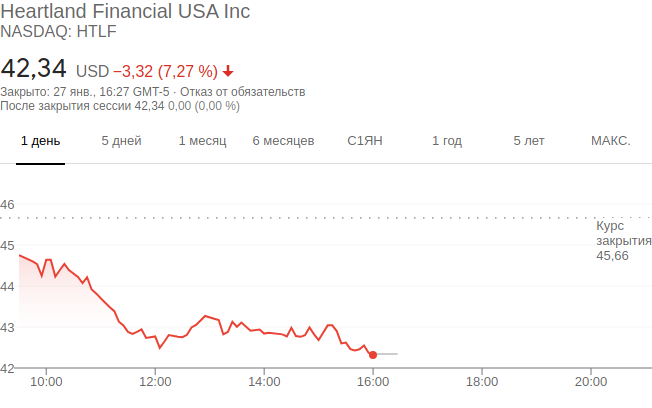 Heartland Financial USA Inc
NASDAQ: HTLF
42,34 USD −3,32 (7,27 %)
Закрыто: 27 янв., 16:27 GMT-5 · Отказ от обязательств
После закрытия сессии 42,34 0,00 (0,00 %)
1 день 5 дней 1 месяц 6 месяцев С1ЯН 1 год 5 лет МАКС.
46
Курс
закрытия
45,66
45
44
43
42
10:00 12:00 14:00 16:00 18:00 20:00